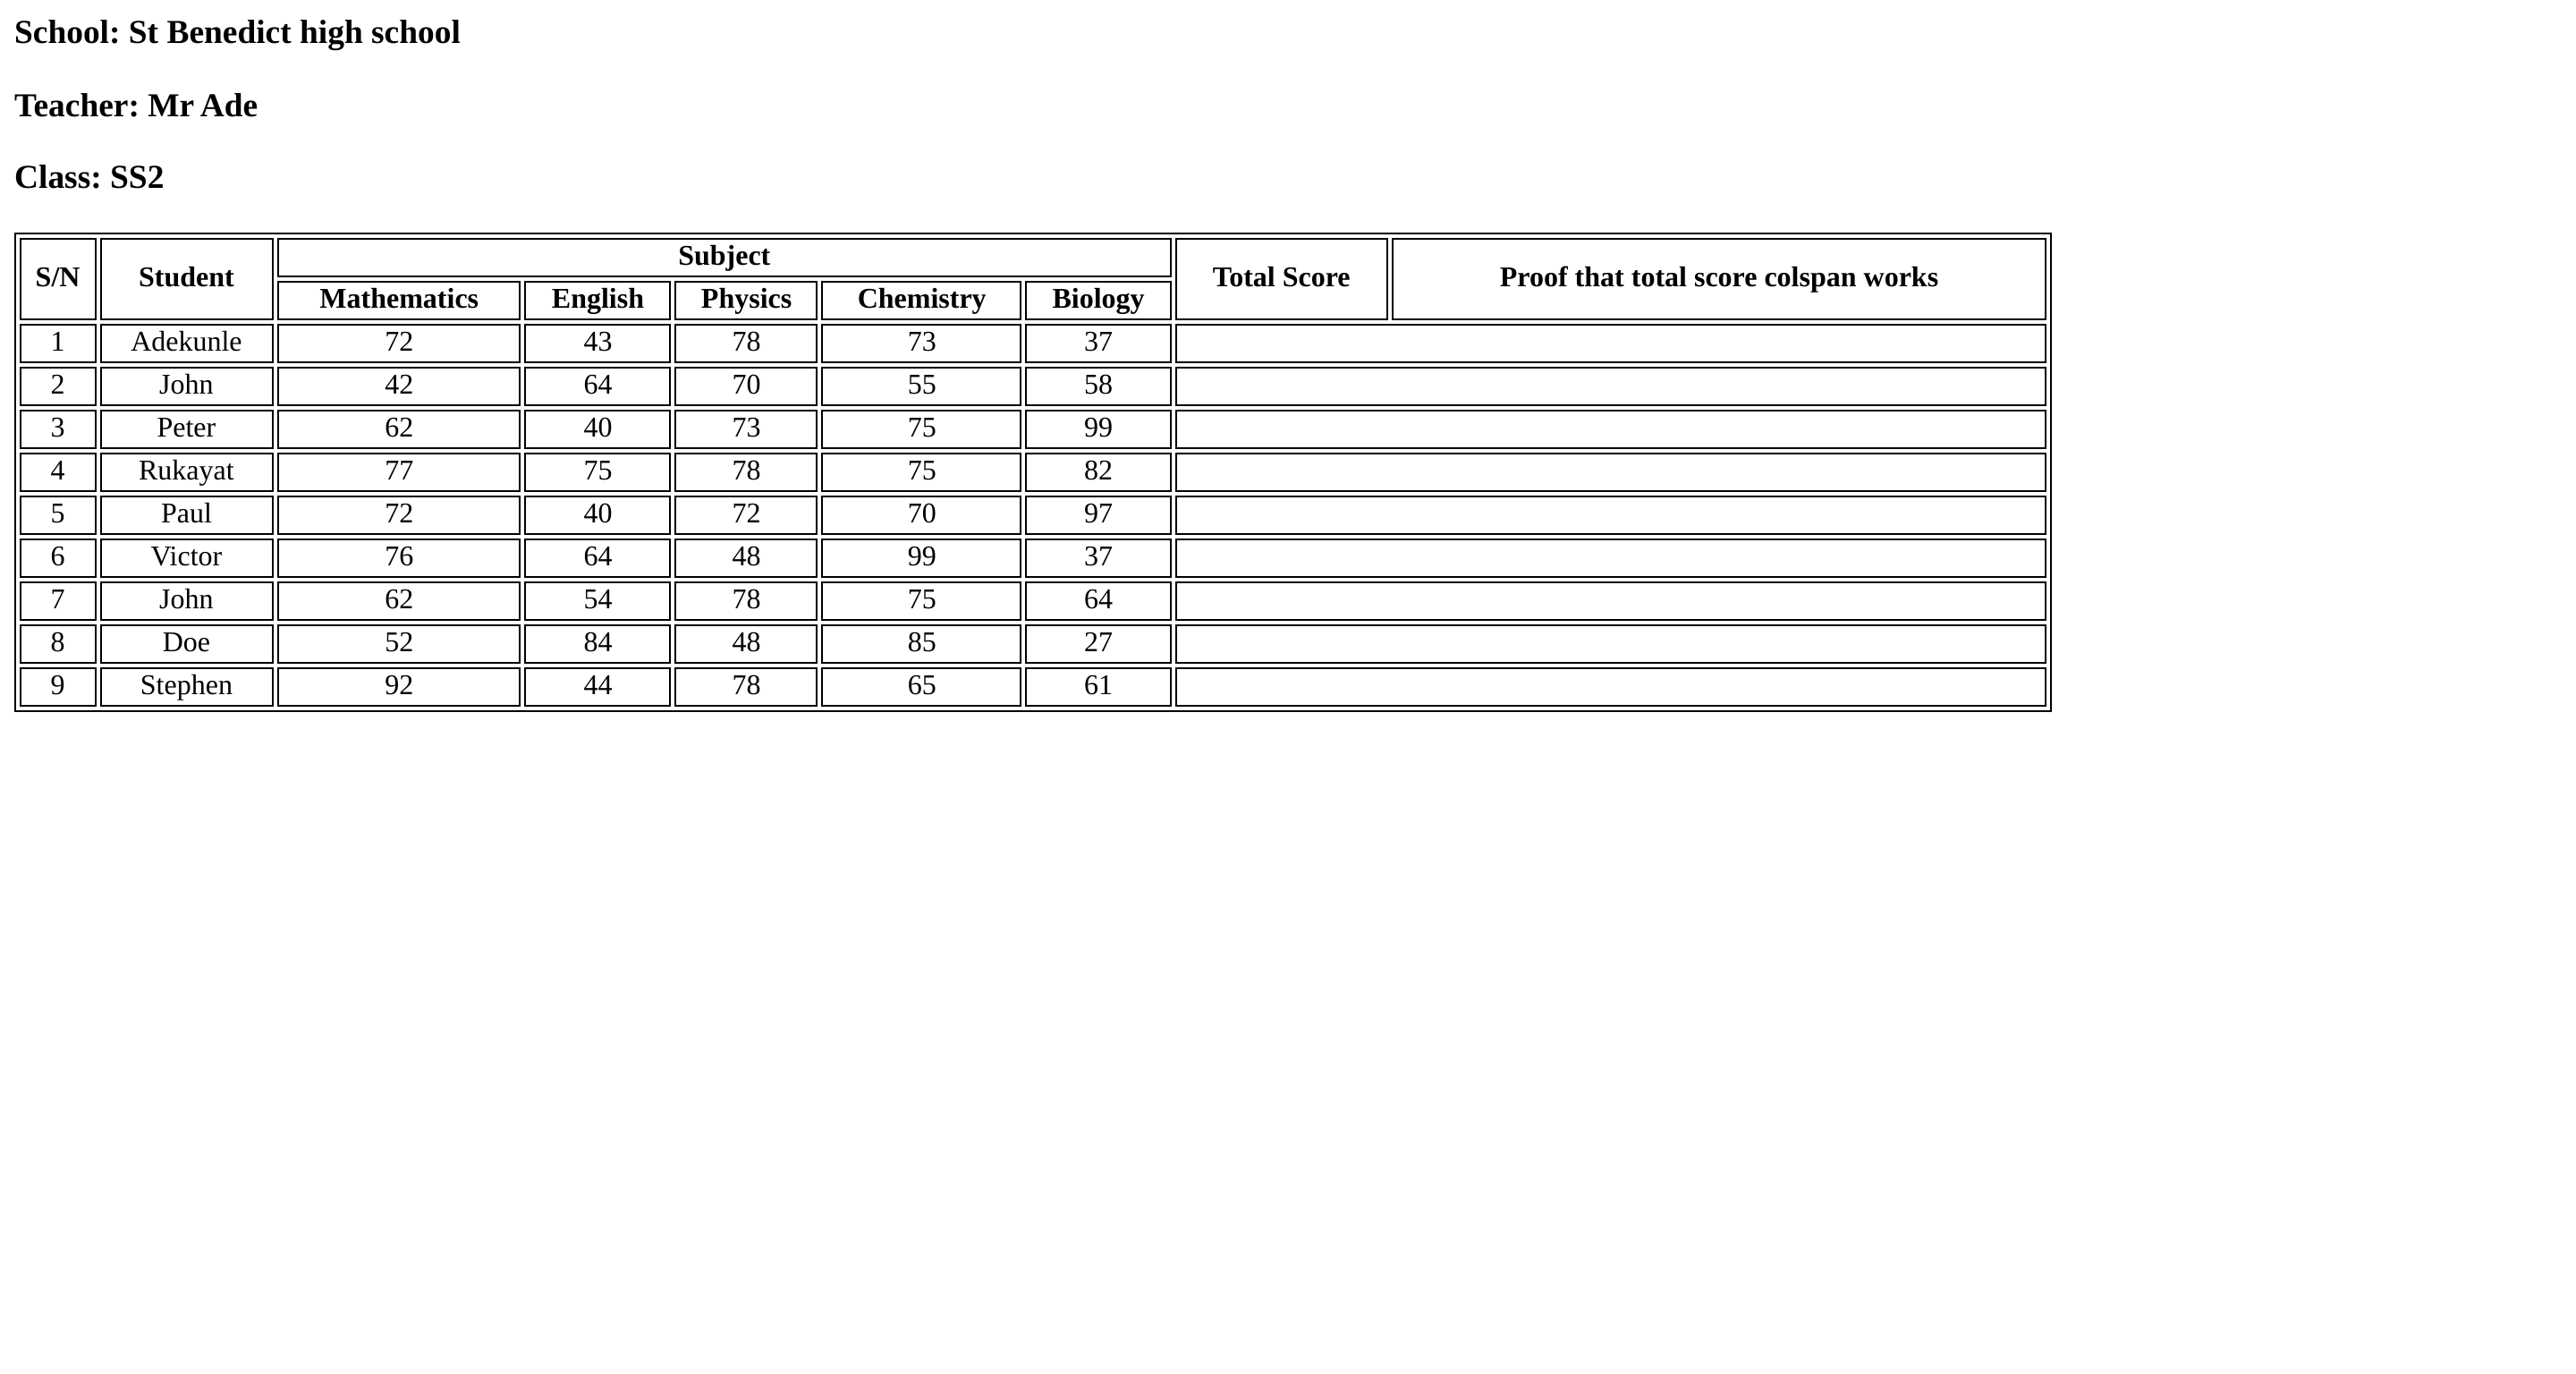 School: St Benedict high school
Teacher: Mr Ade
Class: SS2
S/N Student Subject Total Score Proof that total score colspan works
Mathematics English Physics Chemistry Biology
1 Adekunle 72 43 78 73 37
2 John 42 64 70 55 58
3 Peter 62 40 73 75 99
4 Rukayat 77 75 78 75 82
5 Paul 72 40 72 70 97
6 Victor 76 64 48 99 37
7 John 62 54 78 75 64
8 Doe 52 84 48 85 27
9 Stephen 92 44 78 65 61